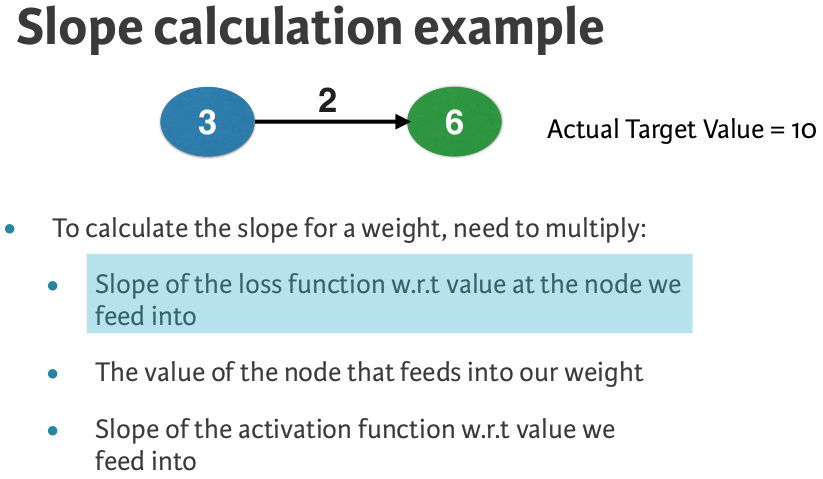 Slope calculation example
2
3
6
Actual Target Value = 10
• To calculate the slope for a weight, need to multiply:
• Slope of the loss function w.r.t value at the node we
feed into
• The value of the node that feeds into our weight
• Slope of the activation function w.r.t value we
feed into